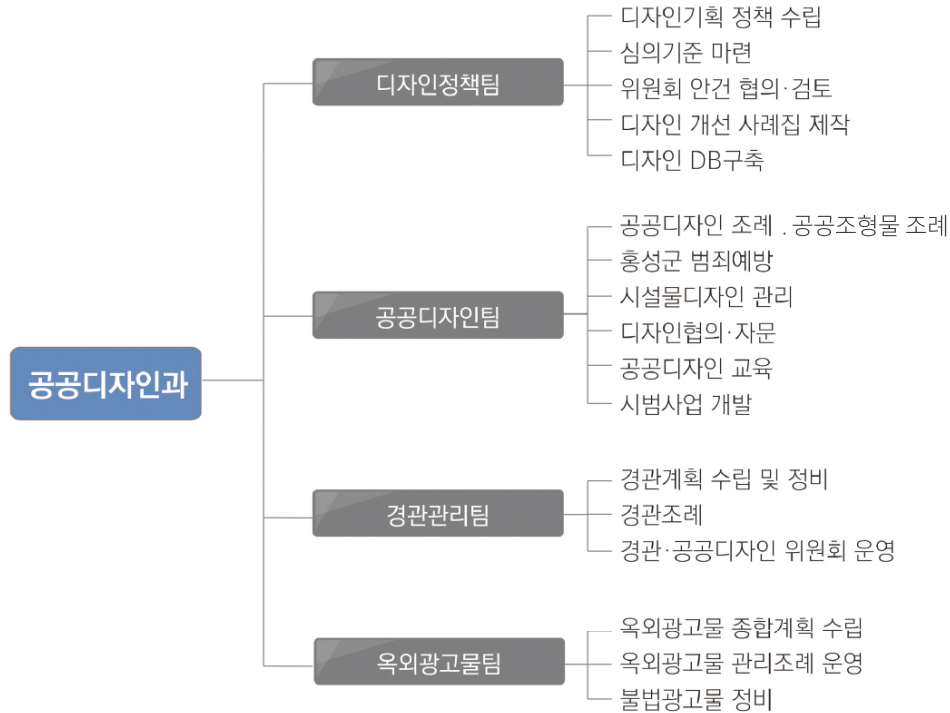 공공디자인과
디자인정책팀
디자인기획 정책 수립
심의기준 마련
위원회 안건 협의·검토
디자인 개선 사례집 제작
디자인 DB구축
공공디자인팀
공공디자인 조례 . 공공조형물 조례
홍성군 범죄예방
시설물디자인 관리
디자인협의·자문
공공디자인 교육
시범사업 개발
경관관리팀
경관계획 수립 및 정비
경관조례
경관·공공디자인 위원회 운영
옥외광고물팀
옥외광고물 종합계획 수립
옥외광고물 관리조례 운영
불법광고물 정비